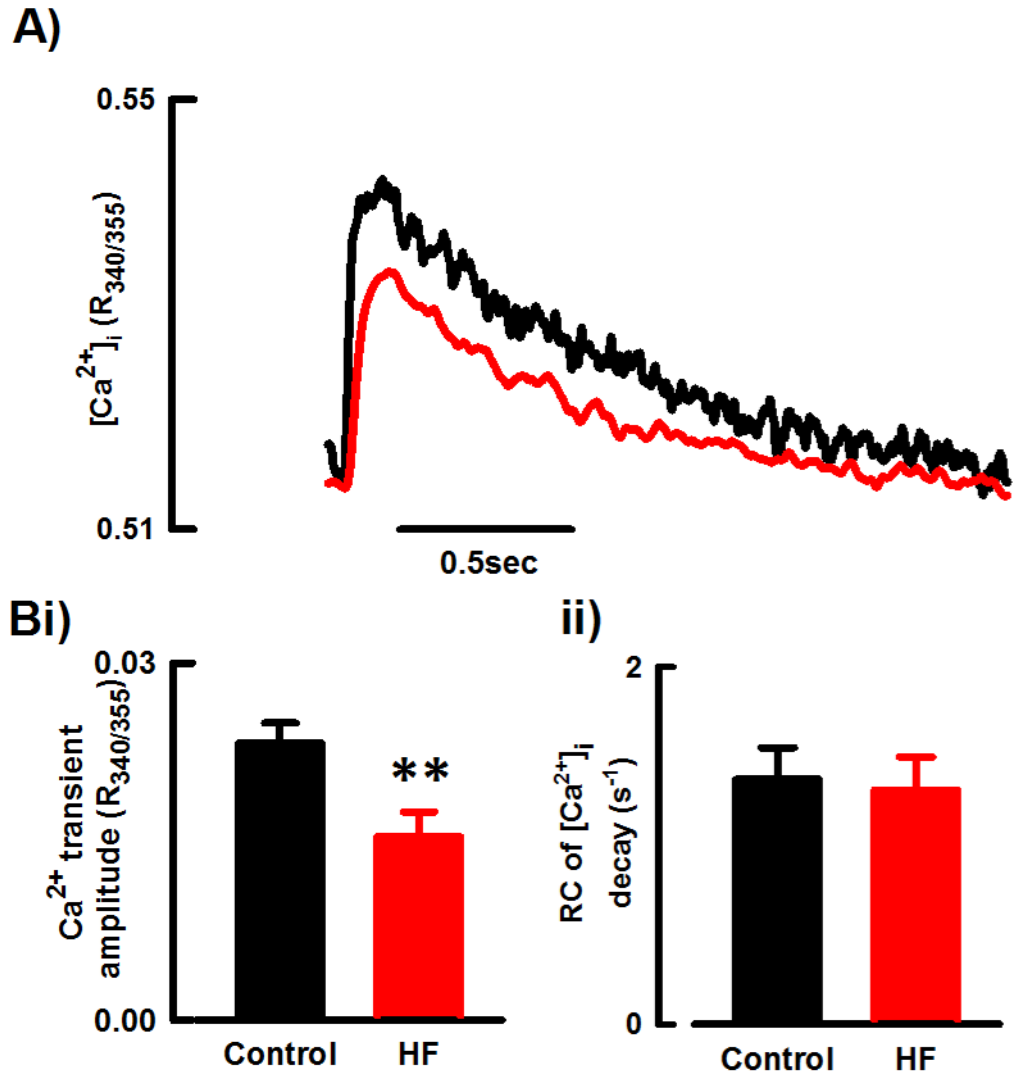 A)
0.55
[Ca²⁺]ᵢ (R₃₄₀/₃₅₅)
0.51
0.5sec
Bi)
0.03
Ca²⁺ transient
amplitude (R₃₄₀/₃₅₅)
**
0.00
Control HF
ii)
2
RC of [Ca²⁺]ᵢ
decay (s⁻¹)
0
Control HF